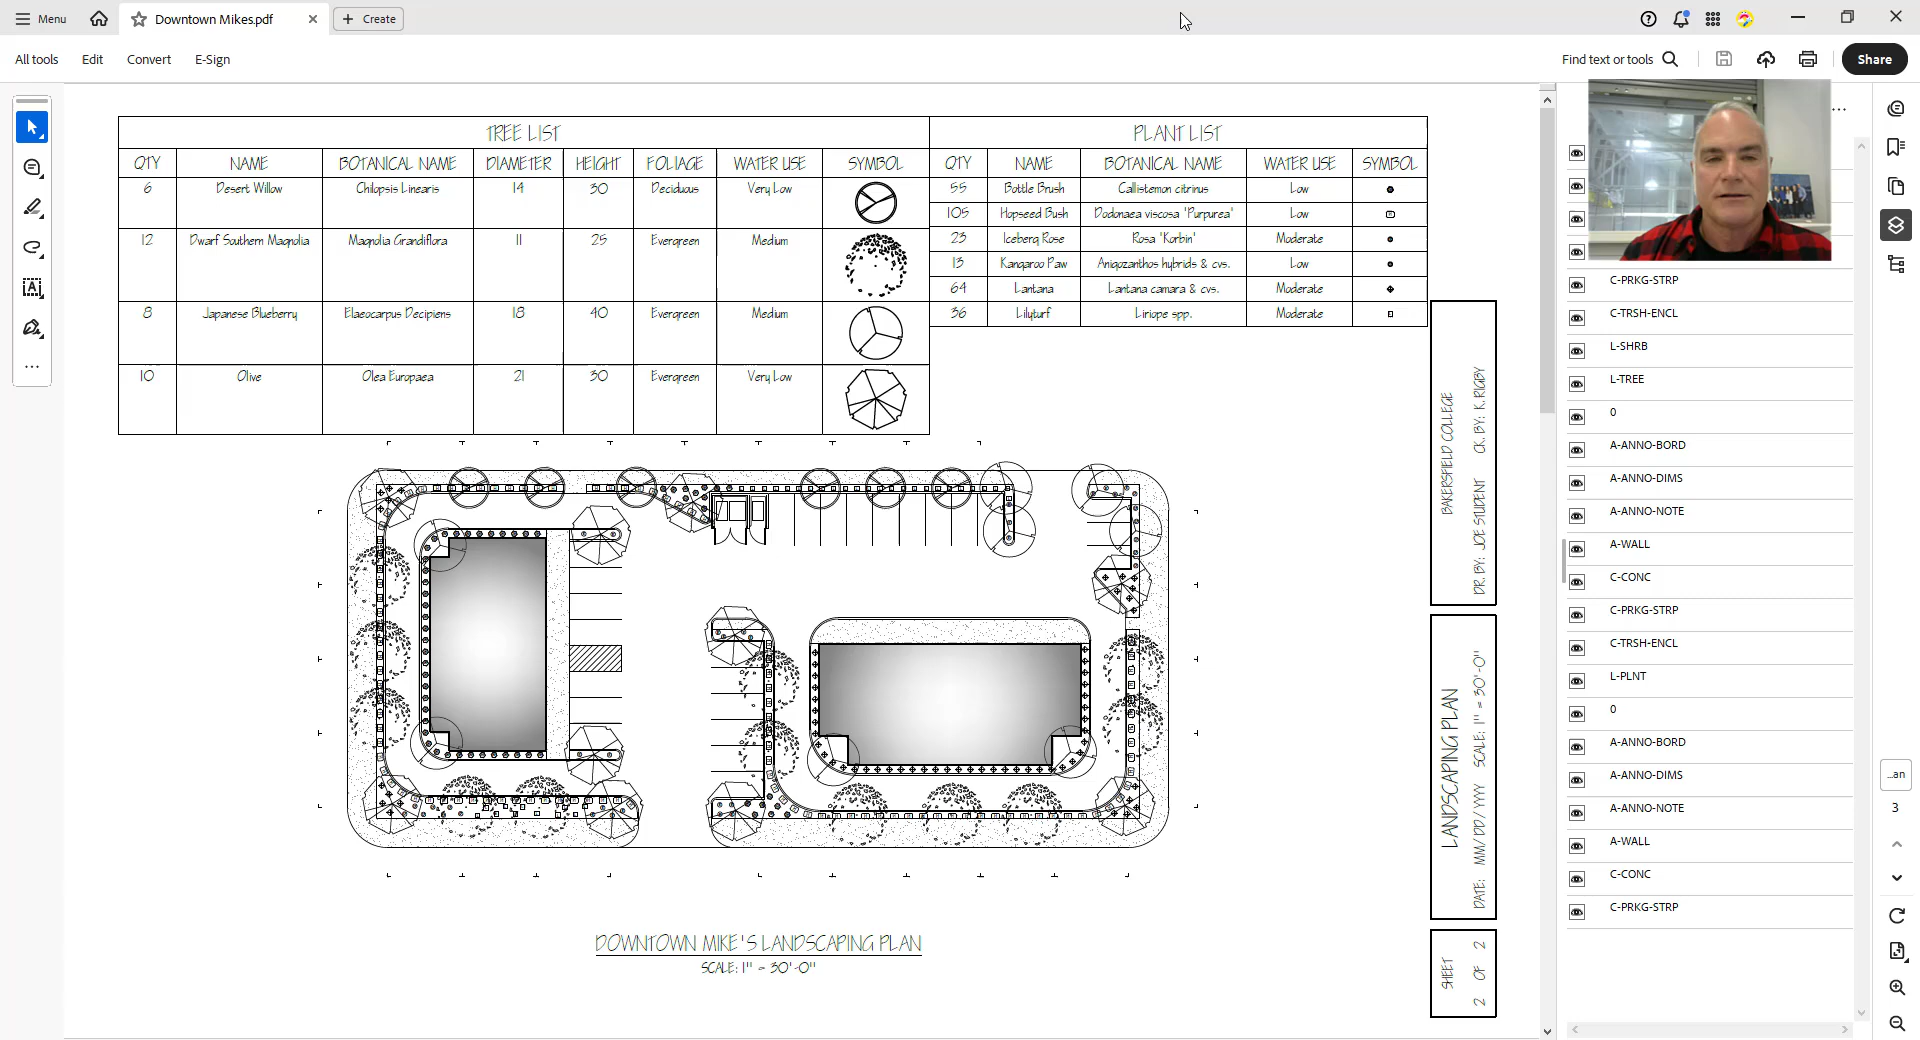 Menu
Downtown Mikes.pdf
Create
All tools
Edit
Convert
E-Sign
Find text or tools
Share
TREE LIST
QTY NAME BOTANICAL NAME DIAMETER HEIGHT FOLIAGE WATER USE SYMBOL
6 Desert Willow Chilopsis Linearis 14 30 Deciduous Very Low
12 Dwarf Southern Magnolia Magnolia Grandiflora 11 25 Evergreen Medium
8 Japanese Blueberry Elaeocarpus Decipiens 18 40 Evergreen Medium
10 Olive Olea Europaea 21 30 Evergreen Very Low
PLANT LIST
QTY NAME BOTANICAL NAME WATER USE SYMBOL
55 Bottle Brush Callistemon citrinus Low
105 Hopseed Bush Dodonaea viscosa 'Purpurea' Low
23 Iceberg Rose Rosa 'Korbin' Moderate
13 Kangaroo Paw Anigozanthos hybrids & cvs. Low
64 Lantana Lantana camara & cvs. Moderate
36 Lilyturf Liriope spp. Moderate
DOWNTOWN MIKE'S LANDSCAPING PLAN
SCALE: 1" = 30'-0"
BAKERSFIELD COLLEGE
DR. BY: JOE STUDENT CK. BY: K. RIGBY
LANDSCAPING PLAN
DATE: MM/DD/YYYY SCALE: 1" = 30'-0"
SHEET
2 OF 2
C-PRKG-STRP
C-TRSH-ENCL
L-SHRB
L-TREE
0
A-ANNO-BORD
A-ANNO-DIMS
A-ANNO-NOTE
A-WALL
C-CONC
C-PRKG-STRP
C-TRSH-ENCL
L-PLNT
0
A-ANNO-BORD
A-ANNO-DIMS
A-ANNO-NOTE
A-WALL
C-CONC
C-PRKG-STRP
...an
3